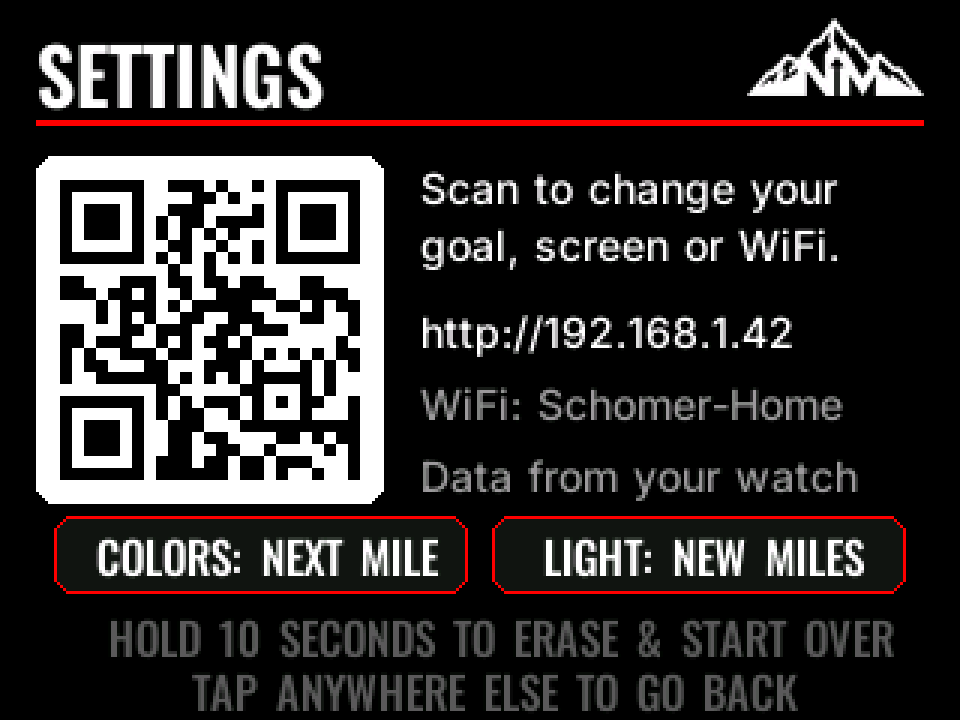 SETTINGS
NM
Scan to change your
goal, screen or WiFi.
http://192.168.1.42
WiFi: Schomer-Home
Data from your watch
COLORS: NEXT MILE
LIGHT: NEW MILES
HOLD 10 SECONDS TO ERASE & START OVER
TAP ANYWHERE ELSE TO GO BACK